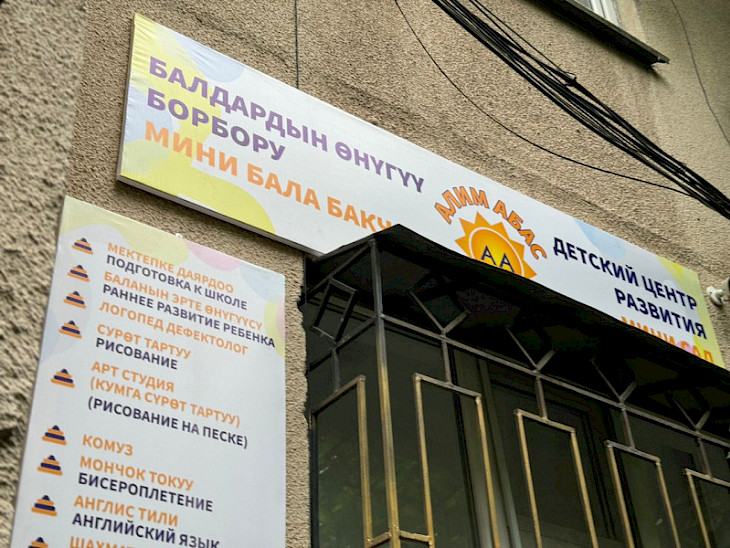 БАЛДАРДЫН ӨНҮГҮҮ
БОРБОРУ
МИНИ БАЛА
АЛИМ АБАС
АА
ДЕТСКИЙ ЦЕНТР
РАЗВИТИЯ
МИНИ САД
МЕКТЕПКЕ ДАЯРДОО
ПОДГОТОВКА К ШКОЛЕ
БАЛАНЫН ЭРТЕ ӨНҮГҮҮСҮ
РАННЕЕ РАЗВИТИЕ РЕБЕНКА
ЛОГОПЕД ДЕФЕКТОЛОГ
СҮРӨТ ТАРТУУ
РИСОВАНИЕ
АРТ СТУДИЯ
(КУМГА СҮРӨТ ТАРТУУ)
(РИСОВАНИЕ НА ПЕСКЕ)
КОМУЗ
МОНЧОК ТОКУУ
БИСЕРОПЛЕТЕНИЕ
АНГЛИС ТИЛИ
АНГЛИЙСКИЙ ЯЗЫК